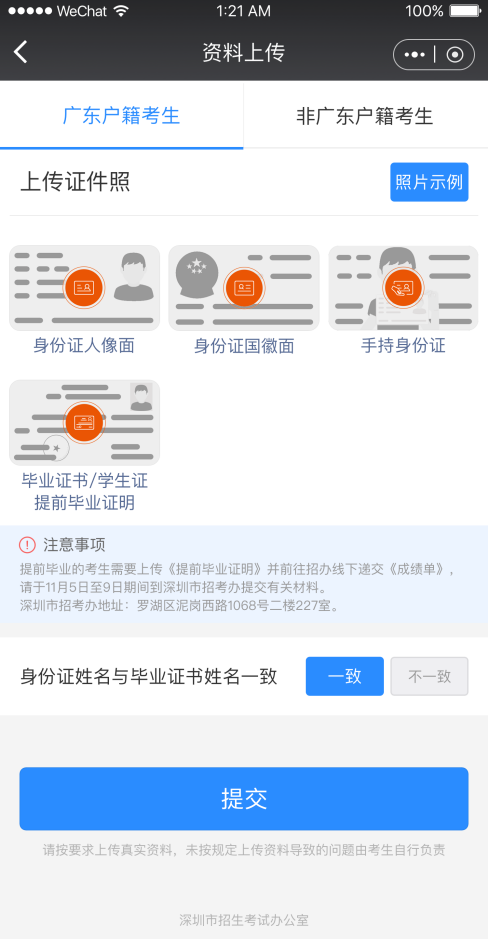 WeChat 1:21 AM 100%
资料上传
广东户籍考生 非广东户籍考生
上传证件照 照片示例
身份证人像面 身份证国徽面 手持身份证
毕业证书/学生证
提前毕业证明
注意事项
提前毕业的考生需要上传《提前毕业证明》并前往招办线下递交《成绩单》,
请于11月5日至9日期间到深圳市招考办提交有关材料。
深圳市招考办地址：罗湖区泥岗西路1068号二楼227室。
身份证姓名与毕业证书姓名一致 一致 不一致
提交
请按要求上传真实资料，未按规定上传资料导致的问题由考生自行负责
深圳市招生考试办公室